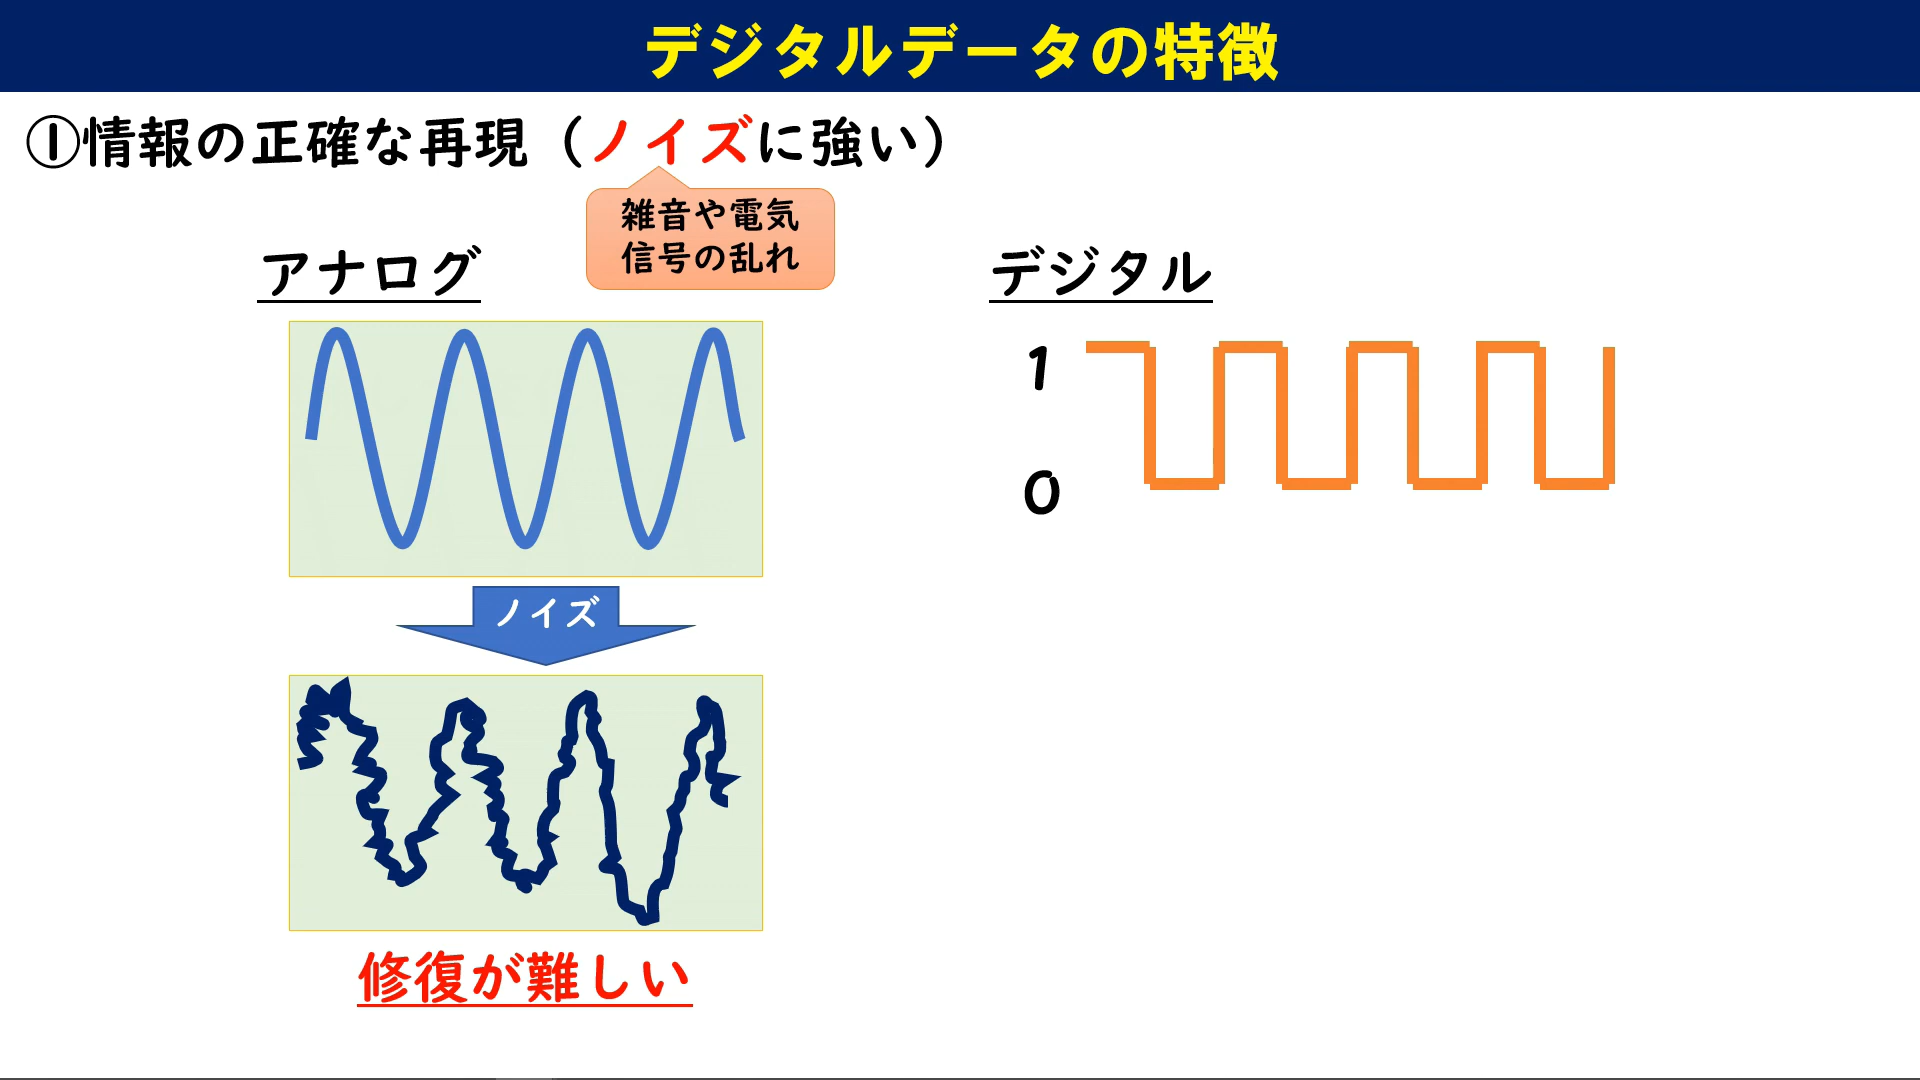 デジタルデータの特徴
①情報の正確な再現（ノイズに強い）
雑音や電気
信号の乱れ
アナログ
デジタル
1
0
ノイズ
修復が難しい